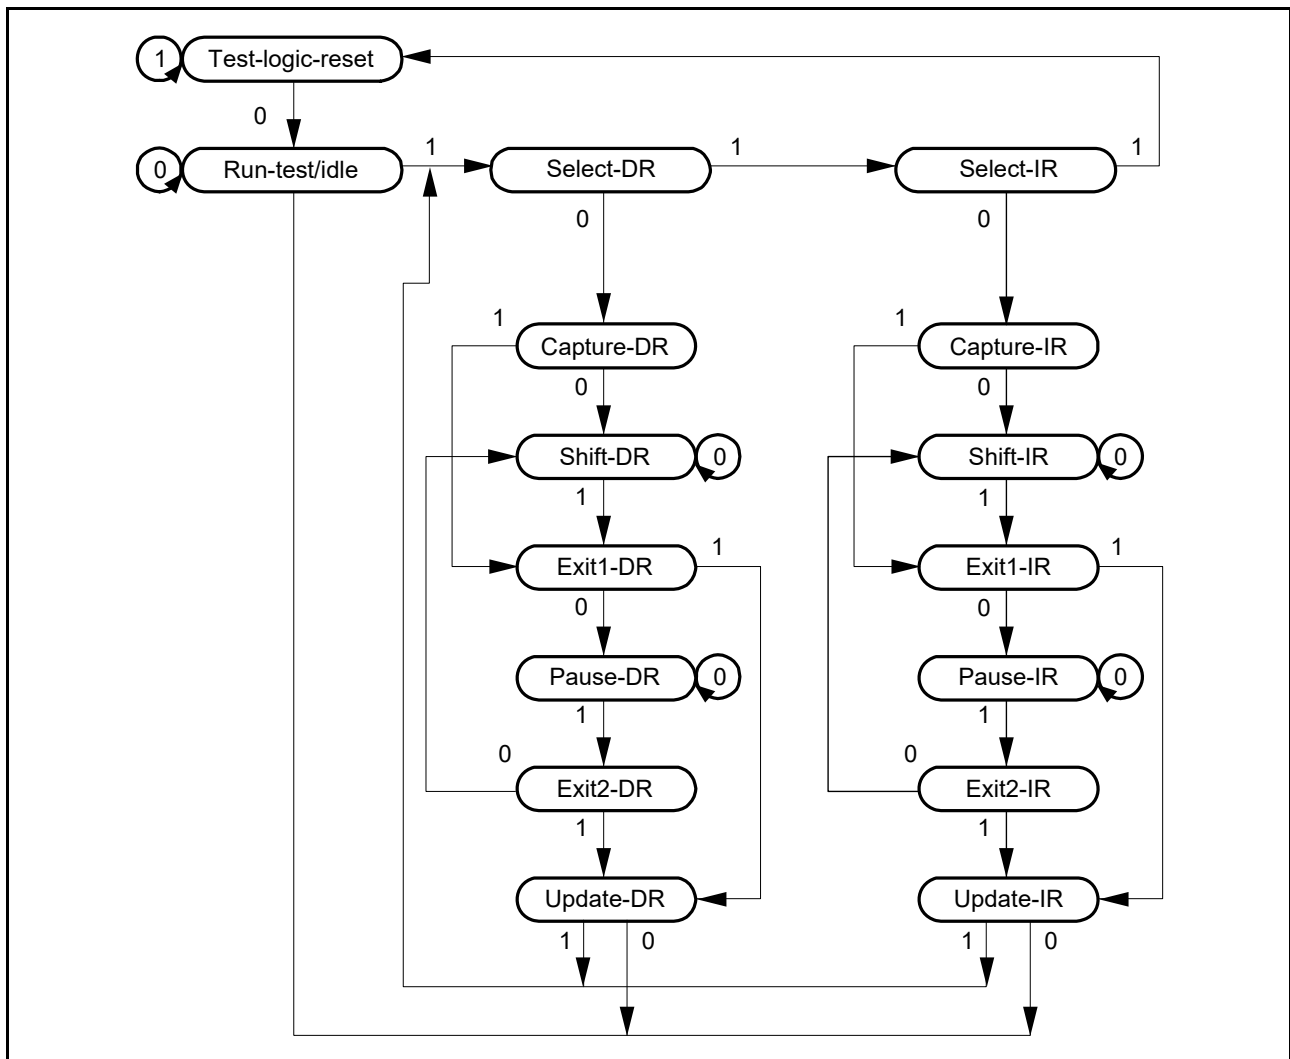 1 Test-logic-reset
0
0 Run-test/idle 1 Select-DR 1 Select-IR 1
0 0
1 1
Capture-DR Capture-IR
0 0
Shift-DR 0 Shift-IR 0
1 1
Exit1-DR 1 Exit1-IR 1
0 0
Pause-DR 0 Pause-IR 0
1 1
0 0
Exit2-DR Exit2-IR
1 1
Update-DR Update-IR
1 0 1 0